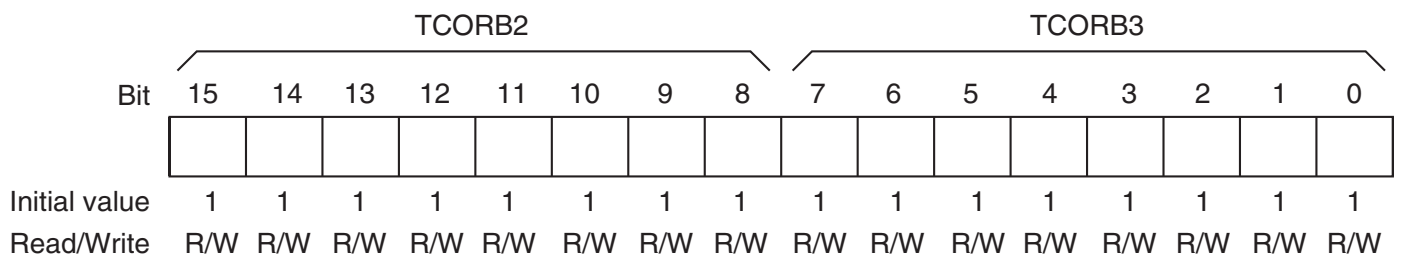 TCORB2 TCORB3
Bit 15 14 13 12 11 10 9 8 7 6 5 4 3 2 1 0
Initial value 1 1 1 1 1 1 1 1 1 1 1 1 1 1 1 1
Read/Write R/W R/W R/W R/W R/W R/W R/W R/W R/W R/W R/W R/W R/W R/W R/W R/W